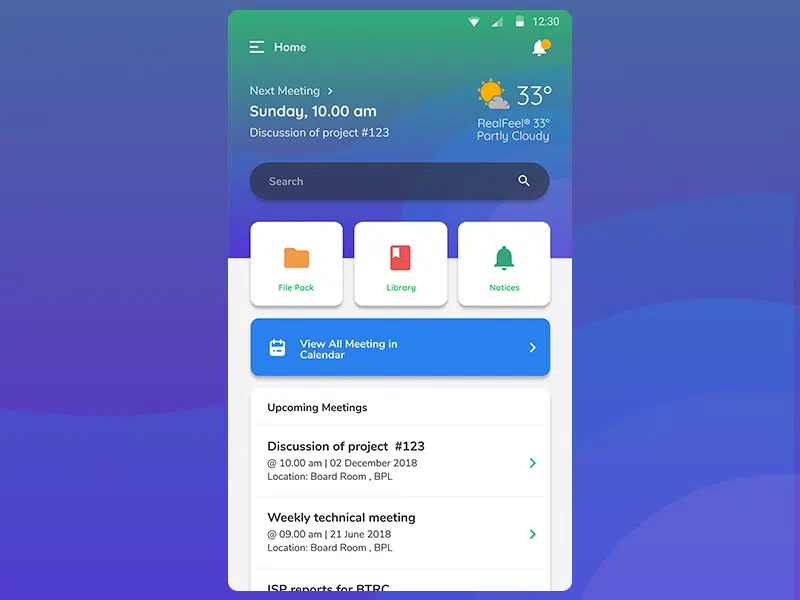 12:30
Home
Next Meeting
Sunday, 10.00 am
Discussion of project #123
33°
RealFeel® 33°
Partly Cloudy
Search
File Pack
Library
Notices
View All Meeting in
Calendar
Upcoming Meetings
Discussion of project #123
@ 10.00 am | 02 December 2018
Location: Board Room , BPL
Weekly technical meeting
@ 09.00 am | 21 June 2018
Location: Board Room , BPL
ISP reports for BTRC